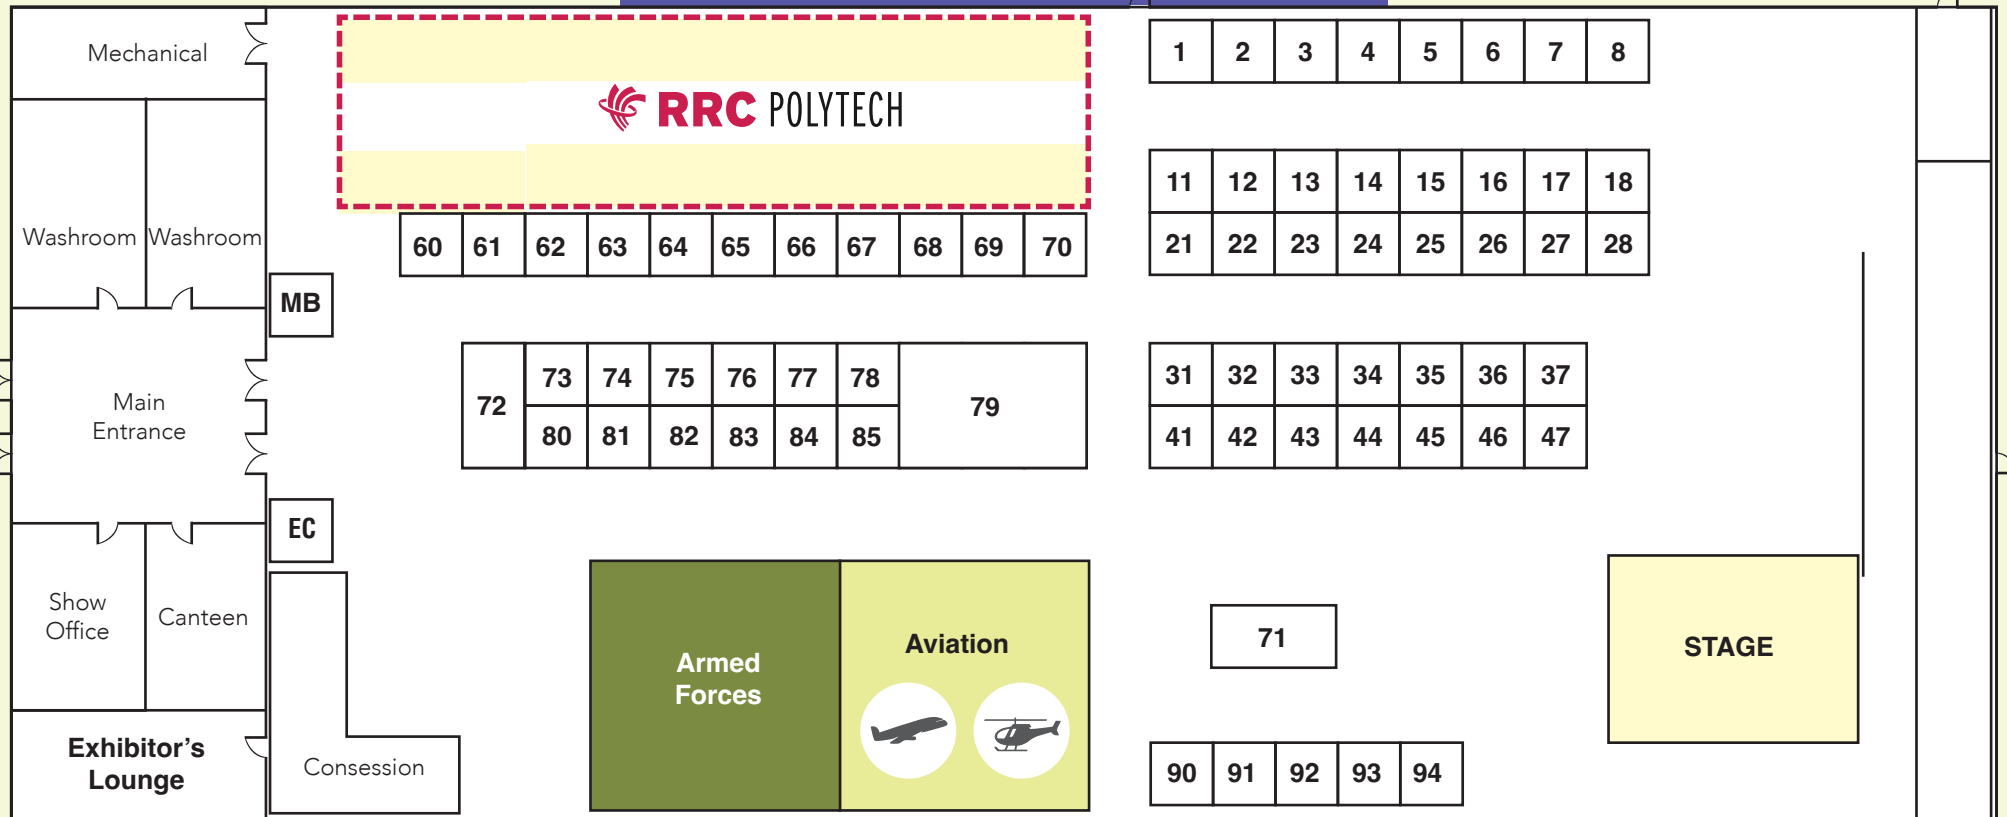 Mechanical
RRC POLYTECH
1 2 3 4 5 6 7 8
11 12 13 14 15 16 17 18
Washroom Washroom
60 61 62 63 64 65 66 67 68 69 70
21 22 23 24 25 26 27 28
MB
Main
Entrance
72
73 74 75 76 77 78
79
80 81 82 83 84 85
31 32 33 34 35 36 37
41 42 43 44 45 46 47
EC
Show
Office
Canteen
Armed
Forces
Aviation
71
STAGE
Exhibitor’s
Lounge
Consession
90 91 92 93 94